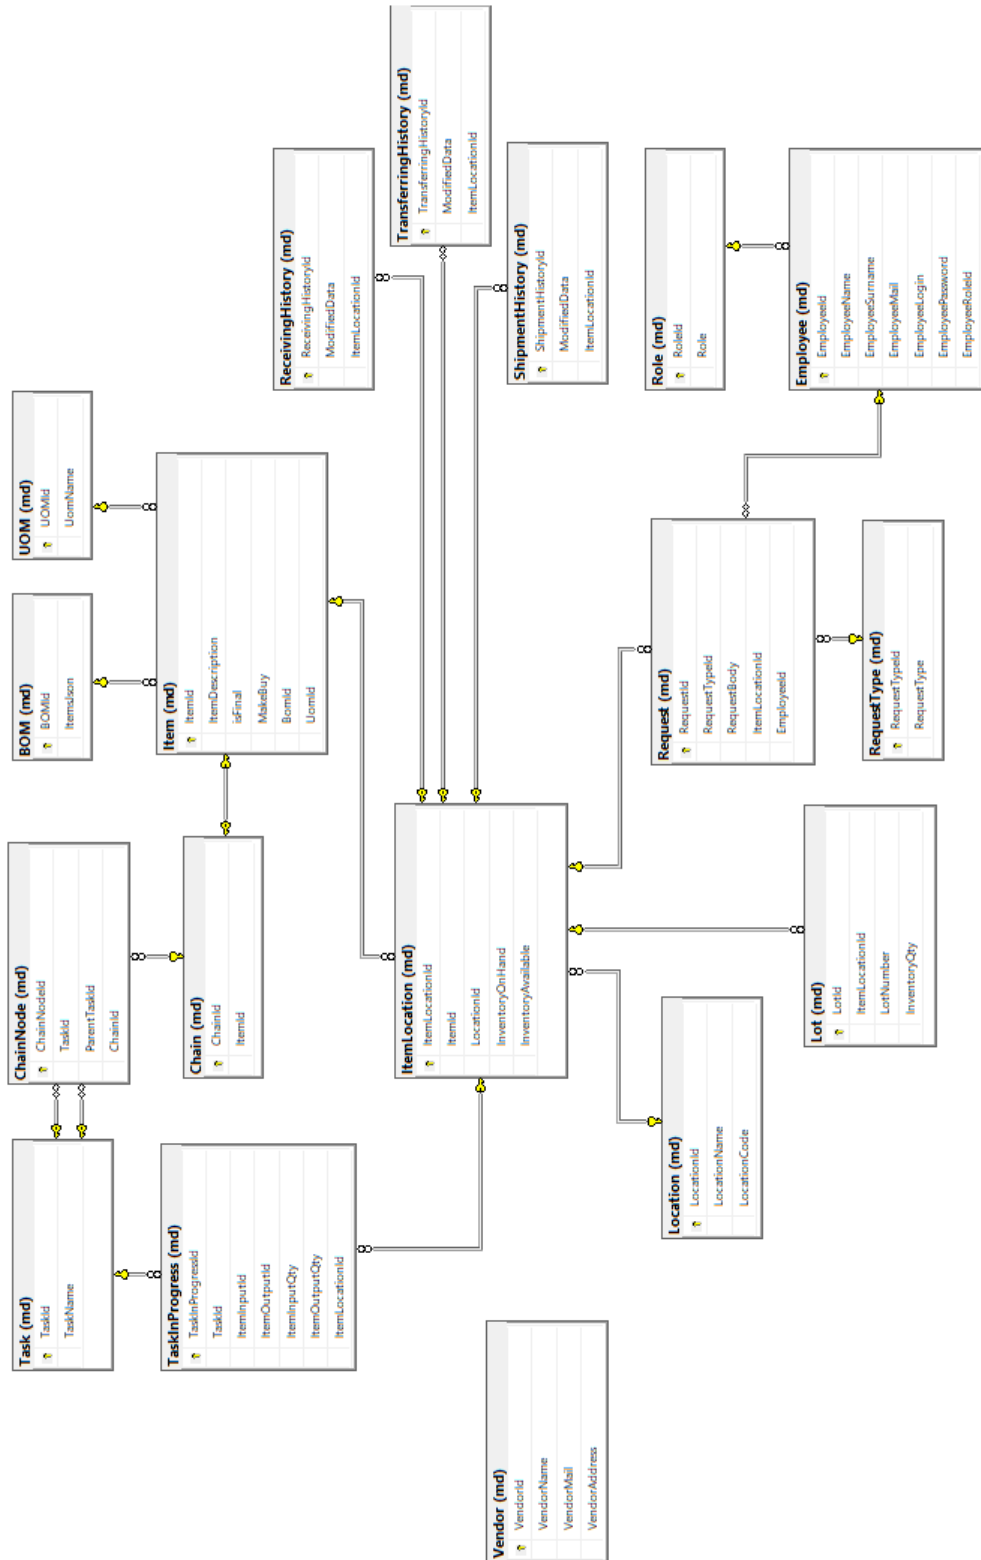 Task (md)
TaskId
TaskName
ChainNode (md)
ChainNodeId
TaskId
ParentTaskId
ChainId
BOM (md)
BOMId
ItemsJson
UOM (md)
UOMId
UomName
TaskInProgress (md)
TaskInProgressId
TaskId
ItemInputId
ItemOutputId
ItemInputQty
ItemOutputQty
ItemLocationId
Chain (md)
ChainId
ItemId
Item (md)
ItemId
ItemDescription
isFinal
MakeBuy
BomId
UomId
ReceivingHistory (md)
ReceivingHistoryId
ModifiedData
ItemLocationId
TransferringHistory (md)
TransferringHistoryId
ModifiedData
ItemLocationId
Vendor (md)
VendorId
VendorName
VendorMail
VendorAddress
ItemLocation (md)
ItemLocationId
ItemId
LocationId
InventoryOnHand
InventoryAvailable
ShipmentHistory (md)
ShipmentHistoryId
ModifiedData
ItemLocationId
Location (md)
LocationId
LocationName
LocationCode
Request (md)
RequestId
RequestTypeId
RequestBody
ItemLocationId
EmployeeId
Role (md)
RoleId
Role
Lot (md)
LotId
ItemLocationId
LotNumber
InventoryQty
RequestType (md)
RequestTypeId
RequestType
Employee (md)
EmployeeId
EmployeeName
EmployeeSurname
EmployeeMail
EmployeeLogin
EmployeePassword
EmployeeRoleId